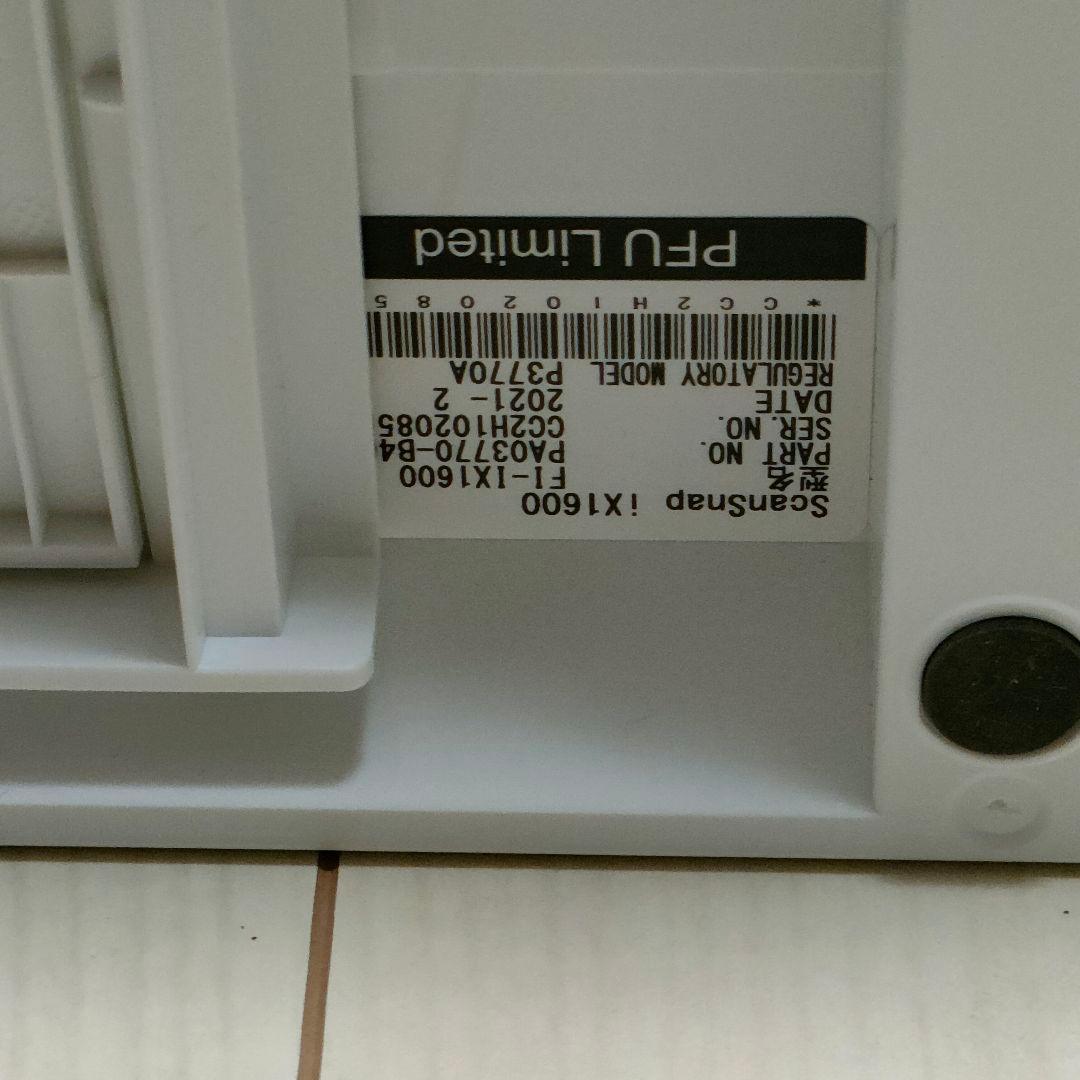 ScanSnap iX1600
型名 FI-IX1600
PART NO. PA03770-B4
SER. NO. CC2H102085
DATE 2021- 2
REGULATORY MODEL P3770A
* C C 2 H 1 0 2 0 8 5
PFU Limited